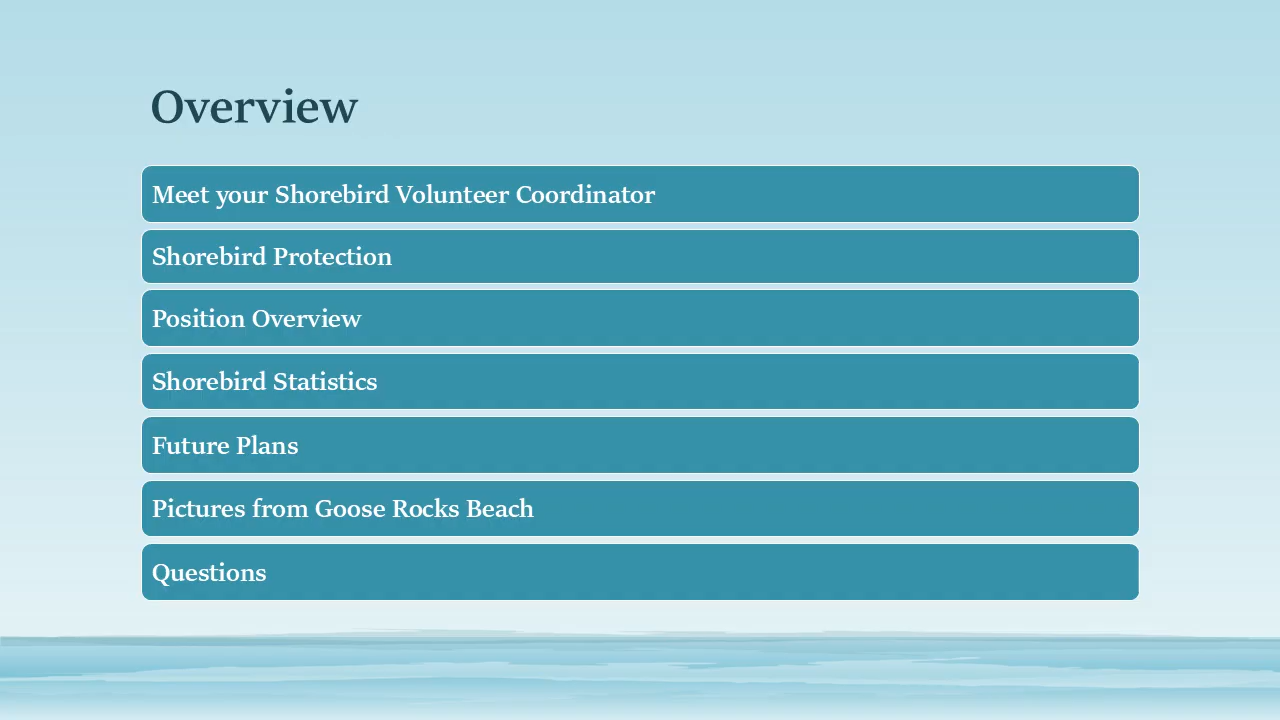 Overview
Meet your Shorebird Volunteer Coordinator
Shorebird Protection
Position Overview
Shorebird Statistics
Future Plans
Pictures from Goose Rocks Beach
Questions